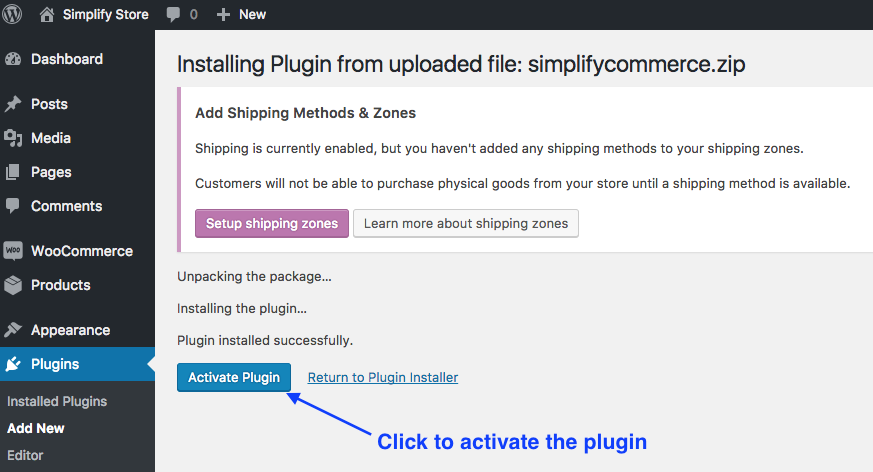 Simplify Store 0 New
Dashboard
Posts
Media
Pages
Comments
WOO WooCommerce
Products
Appearance
Plugins
Installed Plugins
Add New
Editor
Installing Plugin from uploaded file: simplifycommerce.zip
Add Shipping Methods & Zones
Shipping is currently enabled, but you haven't added any shipping methods to your shipping zones.
Customers will not be able to purchase physical goods from your store until a shipping method is available.
Setup shipping zones Learn more about shipping zones
Unpacking the package…
Installing the plugin…
Plugin installed successfully.
Activate Plugin Return to Plugin Installer
Click to activate the plugin